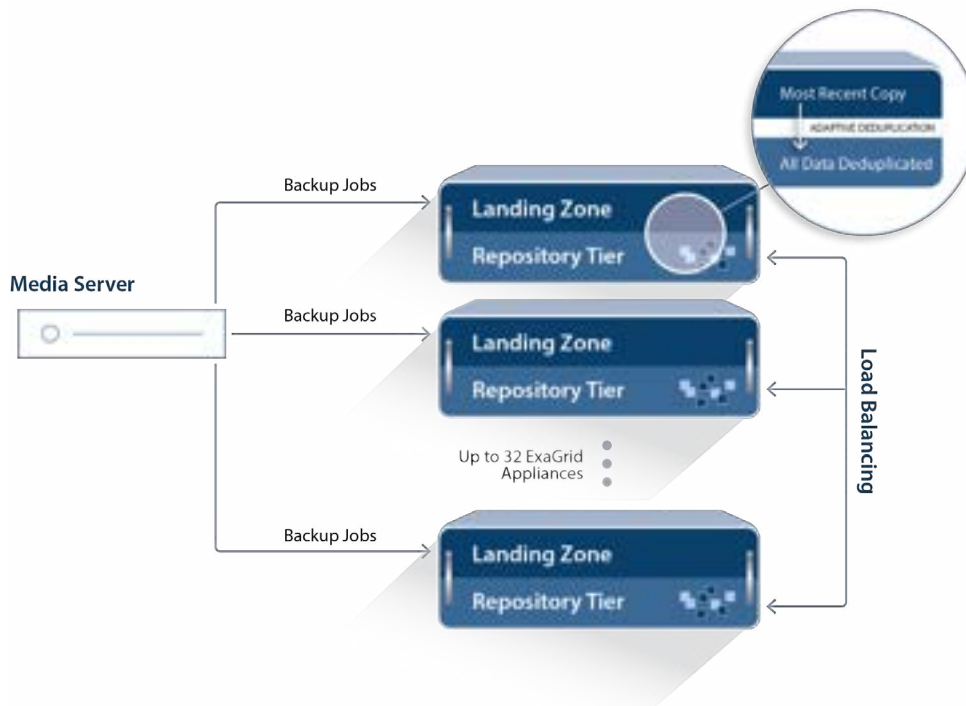 Most Recent Copy
ADAPTIVE DEDUPLICATION
All Data Deduplicated
Backup Jobs
Landing Zone
Repository Tier
Media Server
Backup Jobs
Landing Zone
Repository Tier
Load Balancing
Up to 32 ExaGrid
Appliances
Backup Jobs
Landing Zone
Repository Tier